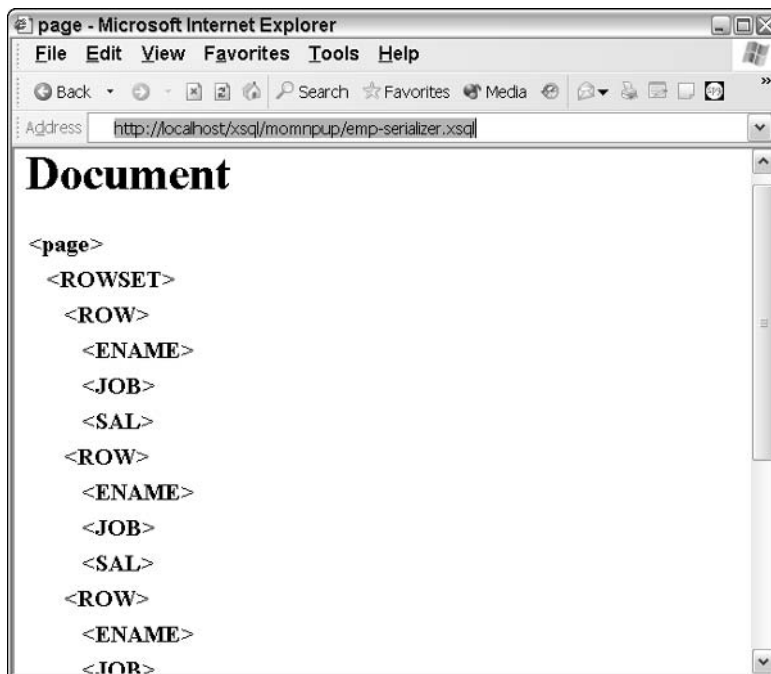 page - Microsoft Internet Explorer
File Edit View Favorites Tools Help
Back Search Favorites Media »
Address http://localhost/xsql/momnpup/emp-serializer.xsql
Document
<page>
<ROWSET>
<ROW>
<ENAME>
<JOB>
<SAL>
<ROW>
<ENAME>
<JOB>
<SAL>
<ROW>
<ENAME>
<JOB>